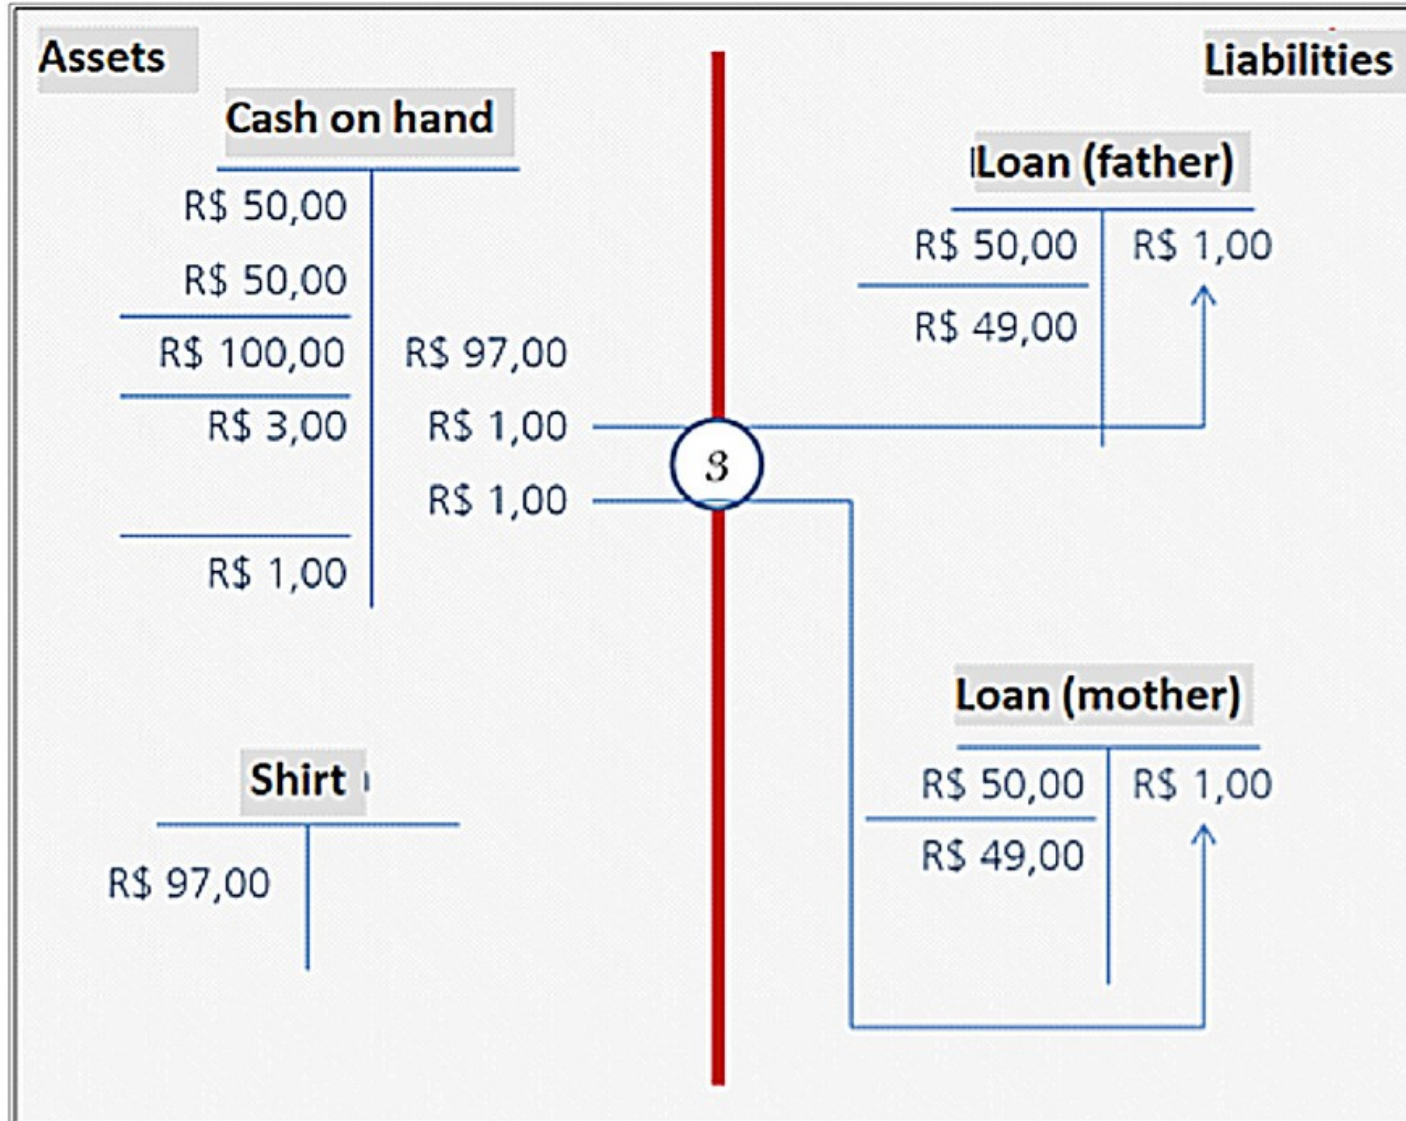 Assets
Liabilities
Cash on hand
R$ 50,00
R$ 50,00
R$ 100,00 R$ 97,00
R$ 3,00 R$ 1,00
R$ 1,00
R$ 1,00
3
Loan (father)
R$ 50,00 R$ 1,00
R$ 49,00
Shirt
R$ 97,00
Loan (mother)
R$ 50,00 R$ 1,00
R$ 49,00